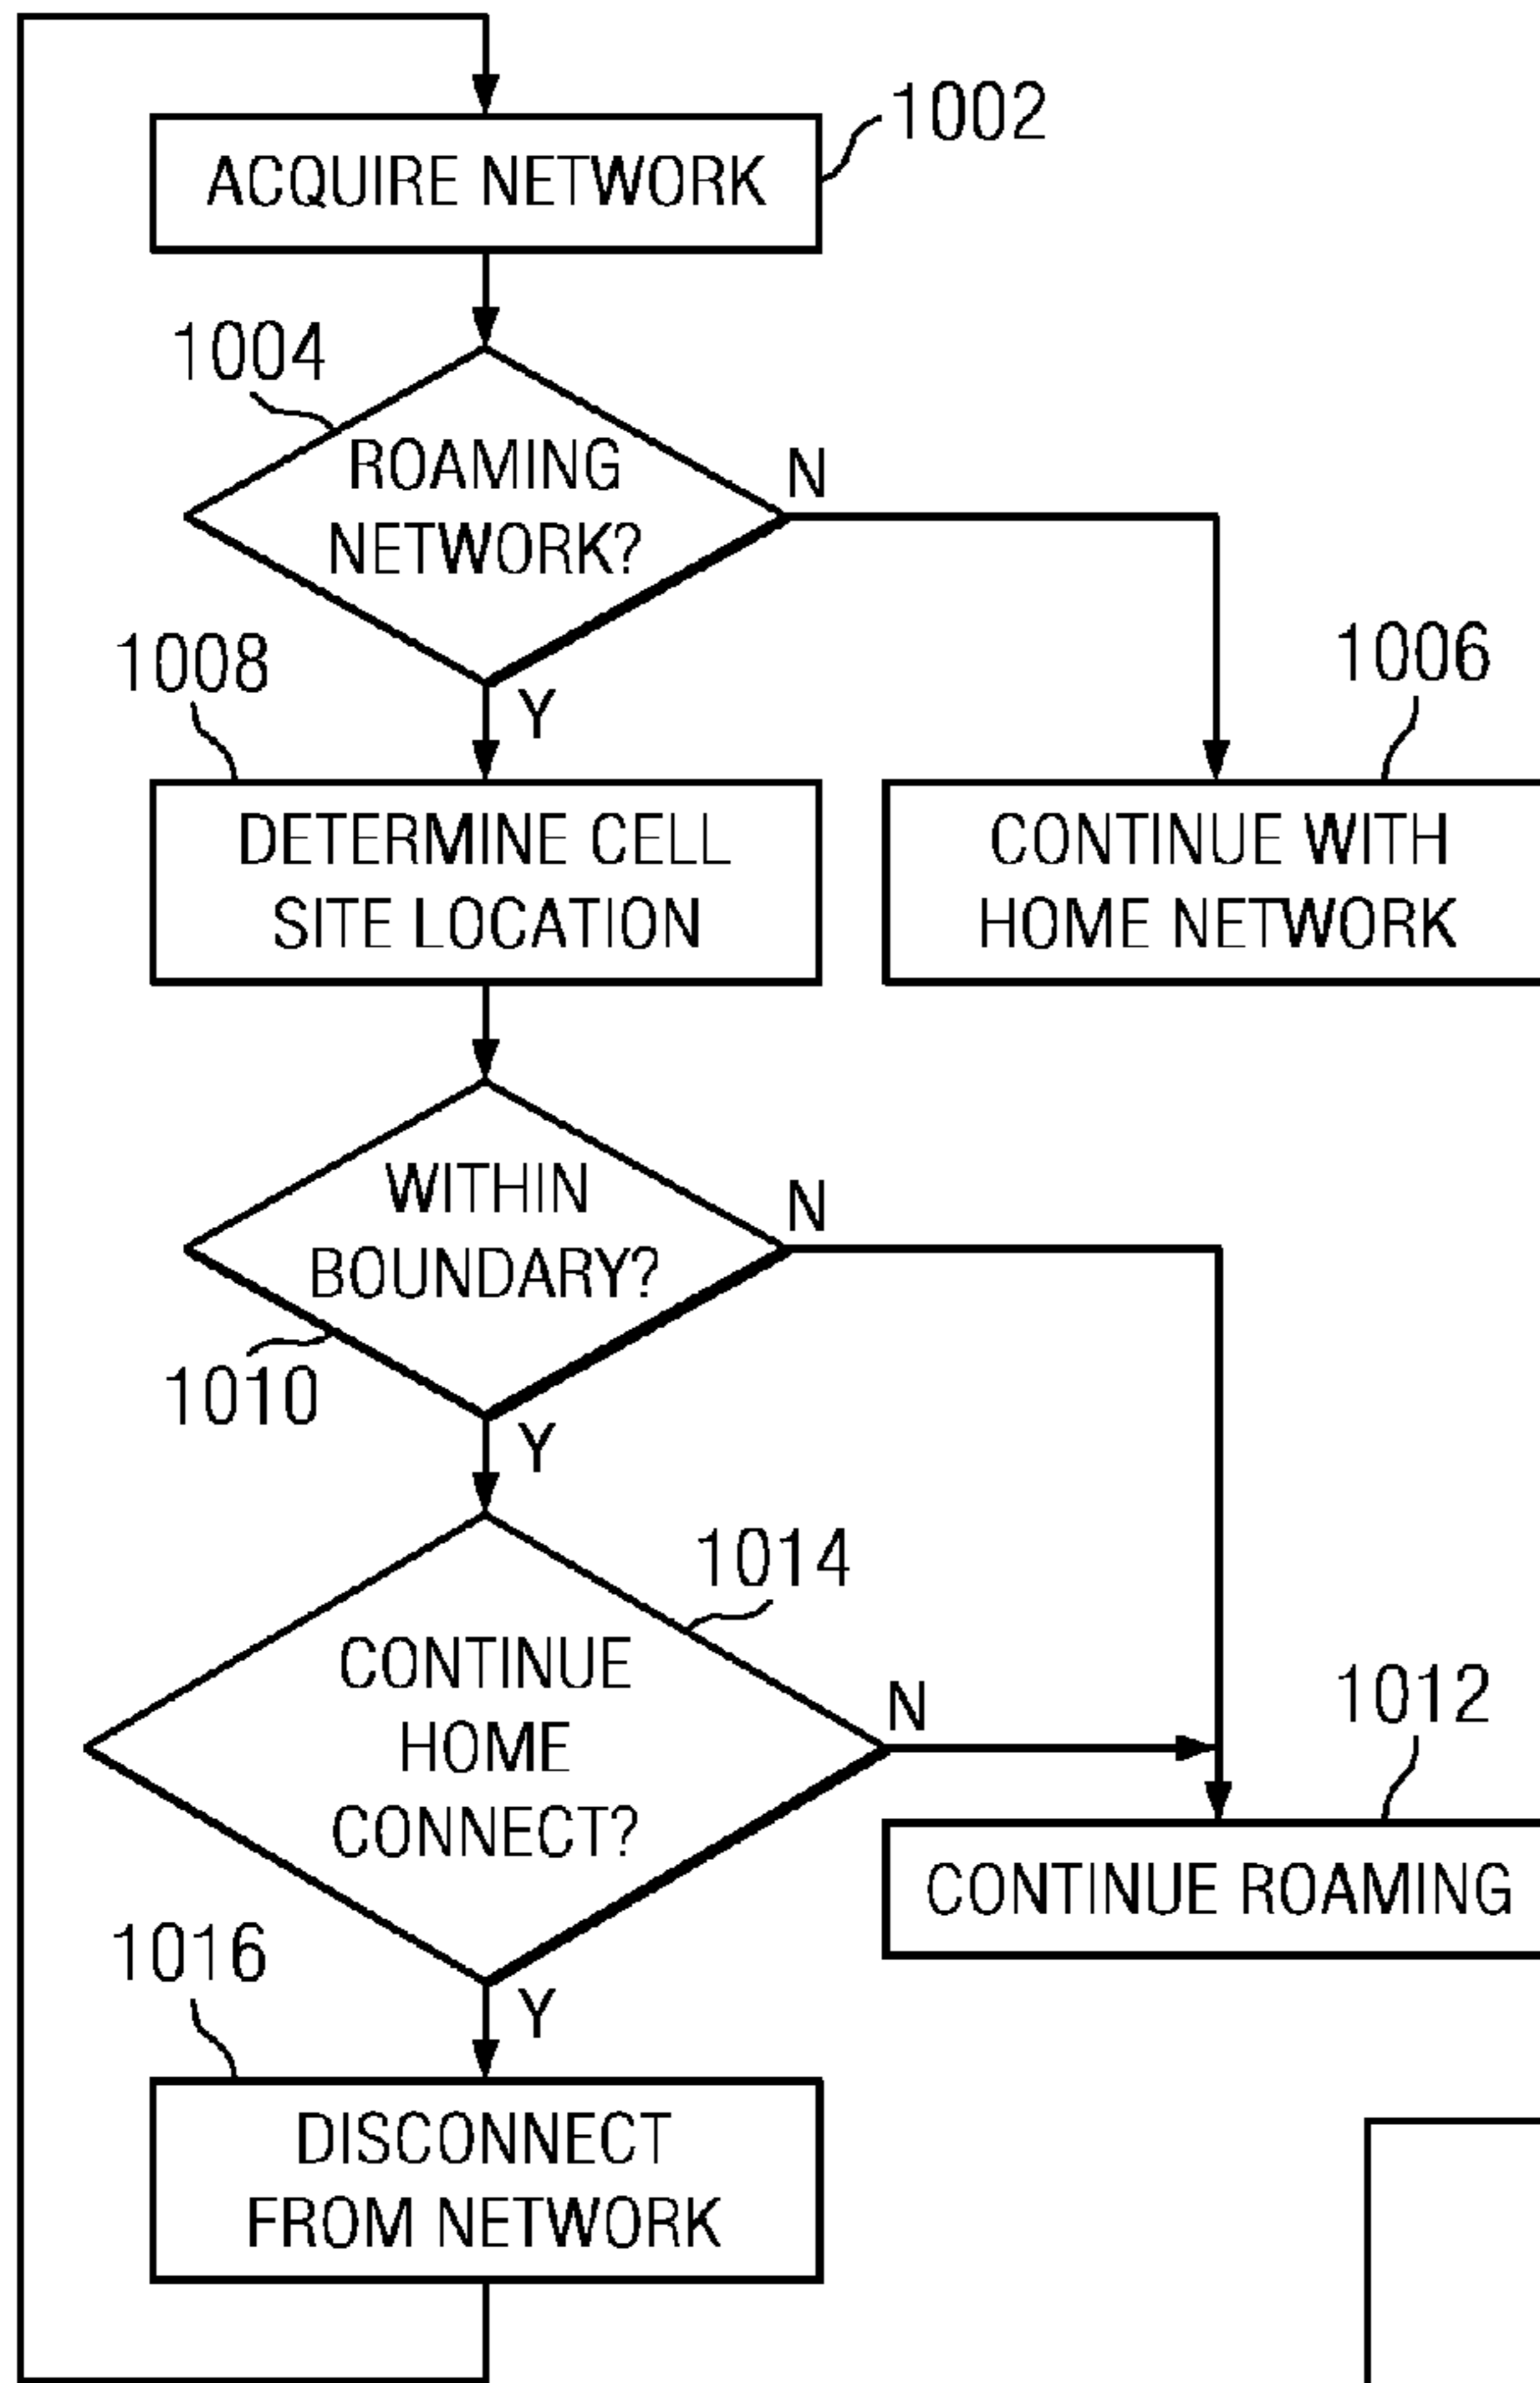 1002
ACQUIRE NETWORK
1004
ROAMING
NETWORK?
N
Y
1008
1006
DETERMINE CELL
SITE LOCATION
CONTINUE WITH
HOME NETWORK
WITHIN
BOUNDARY?
N
1010
Y
1014
CONTINUE
HOME
CONNECT?
N
1012
CONTINUE ROAMING
1016
Y
DISCONNECT
FROM NETWORK